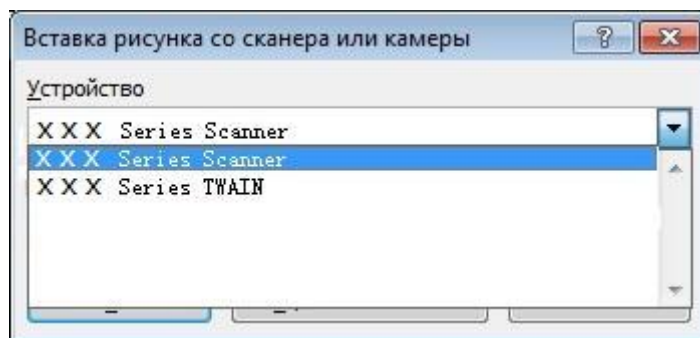 Вставка рисунка со сканера или камеры
Устройство
X X X Series Scanner
X X X Series Scanner
X X X Series TWAIN